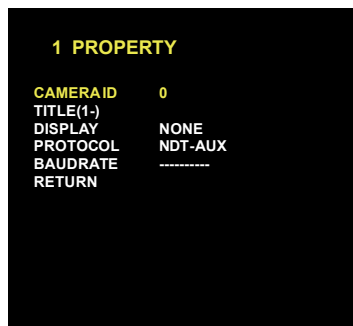 1 PROPERTY
CAMERA ID 0
TITLE(1-)
DISPLAY NONE
PROTOCOL NDT-AUX
BAUDRATE ----------
RETURN